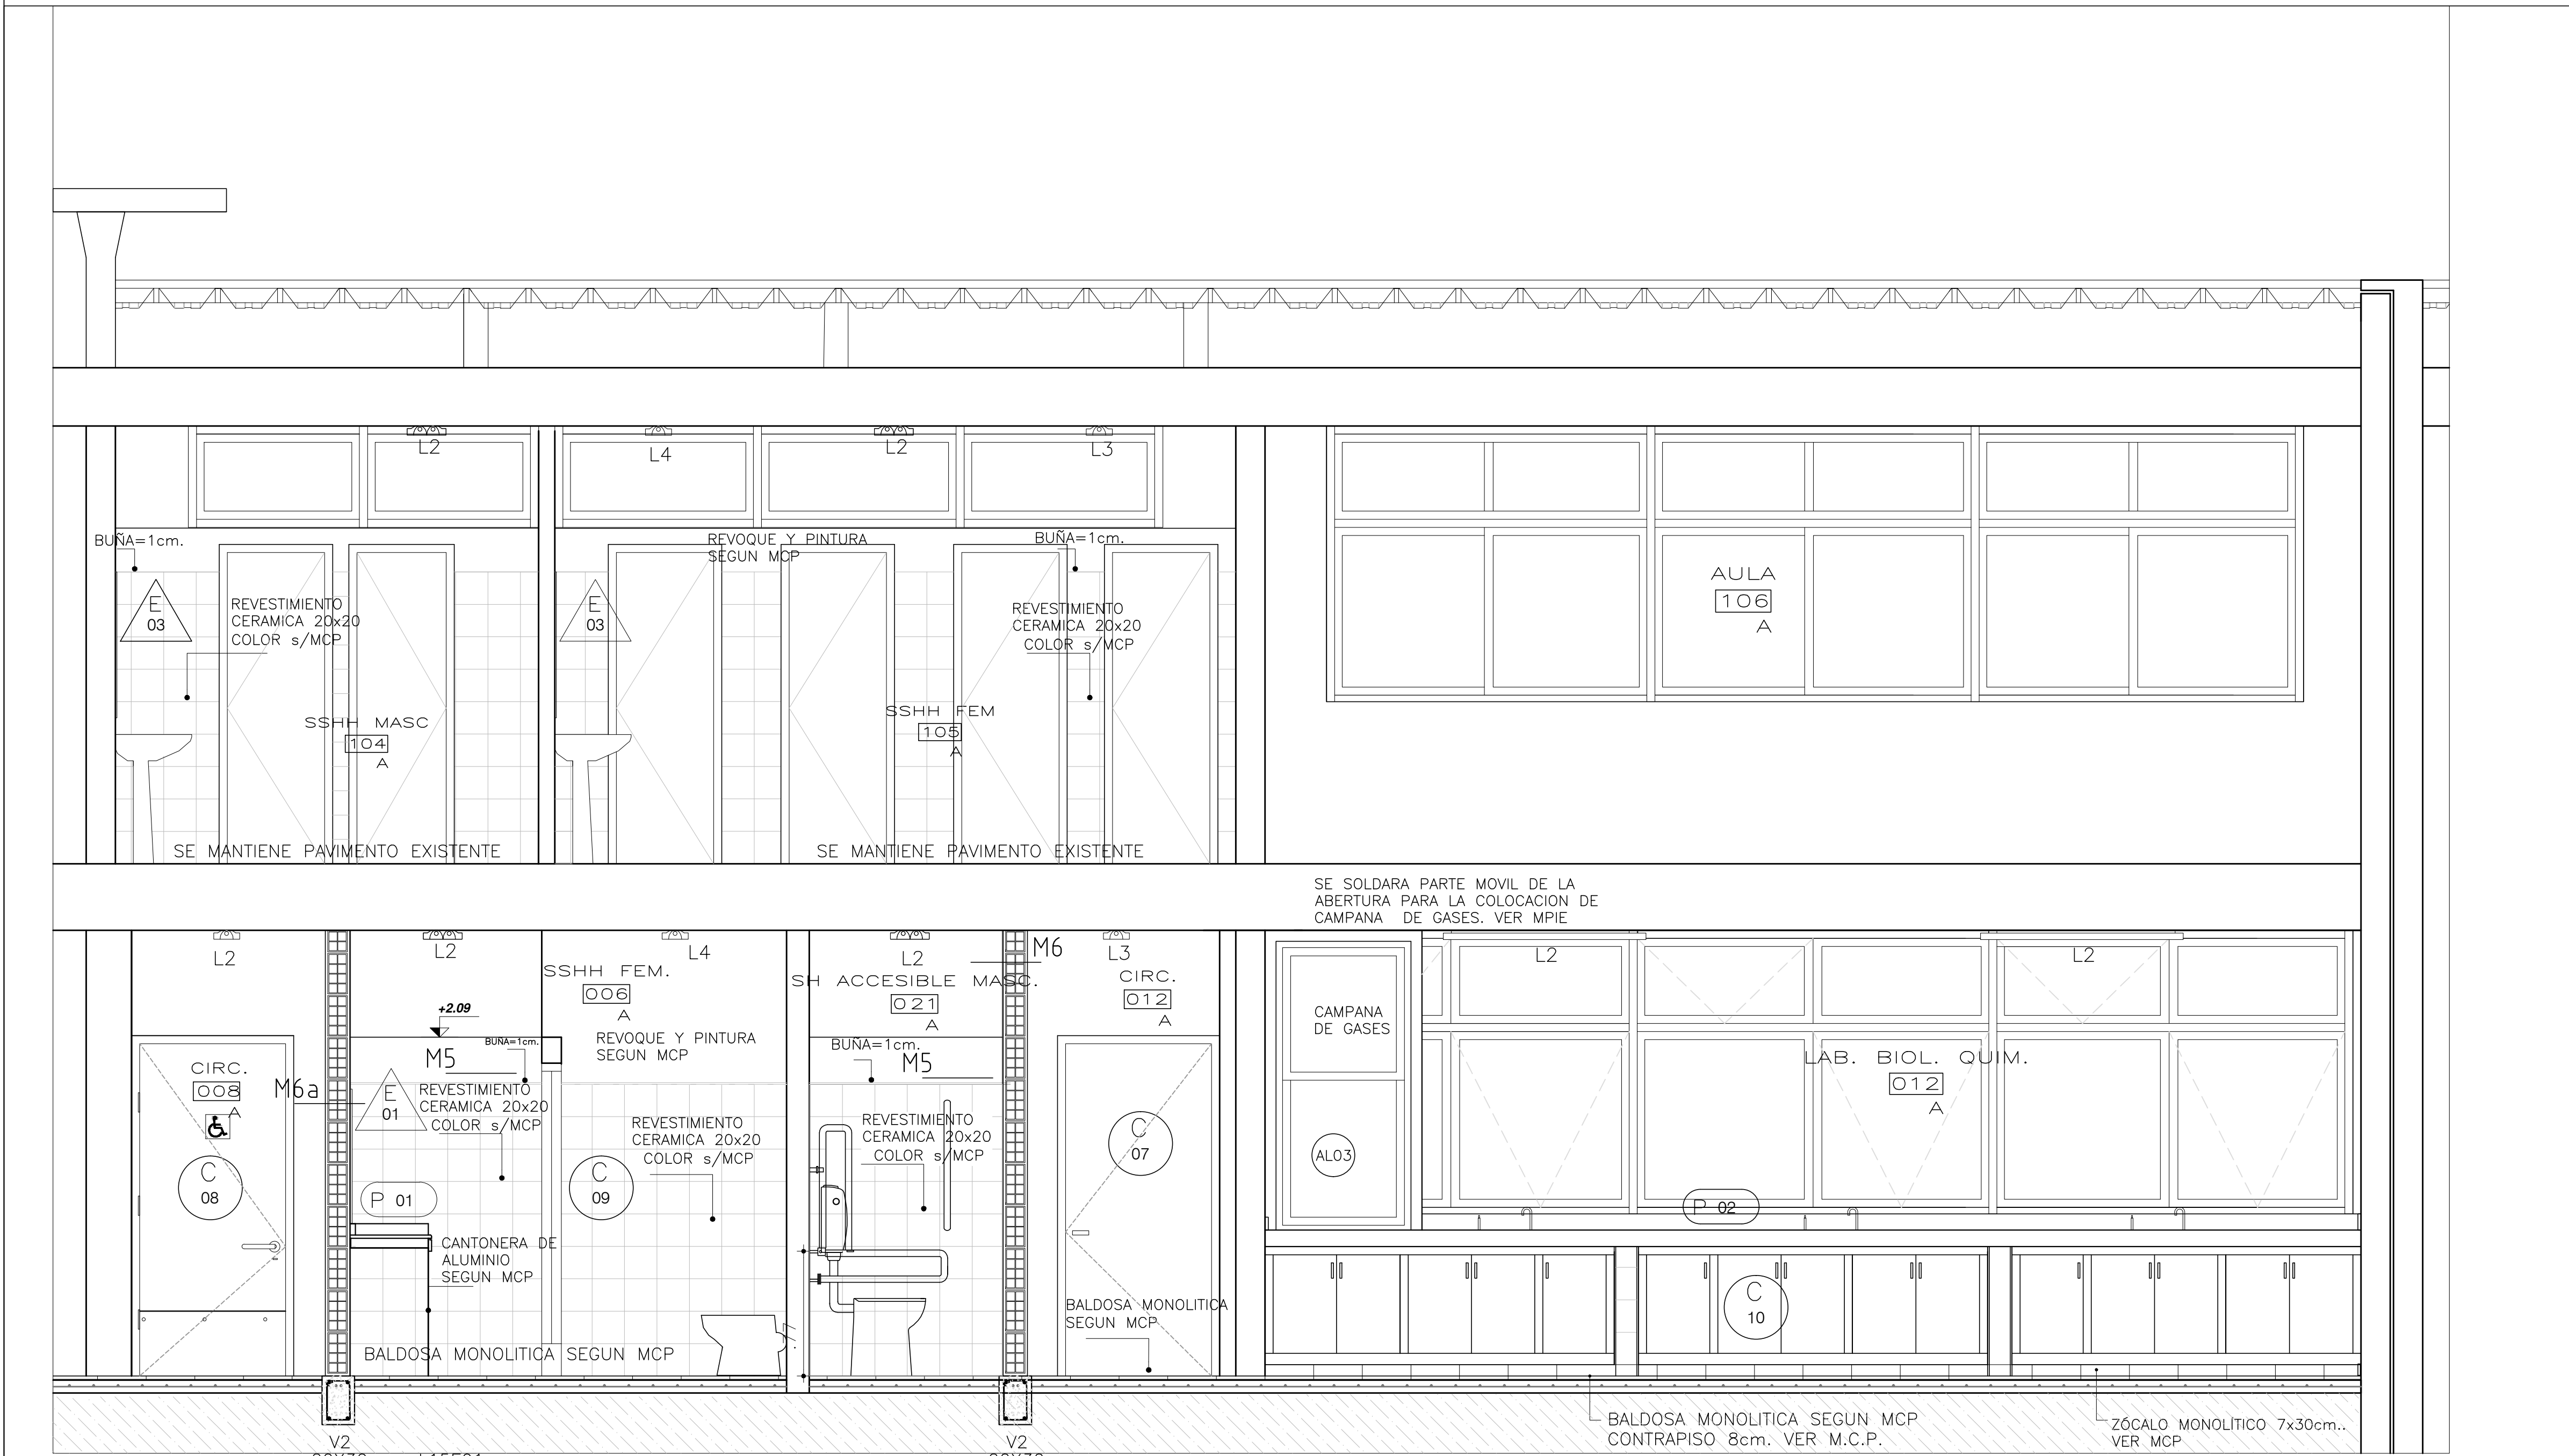 L2
L4
L2
L3
BUÑA=1cm.
REVOQUE Y PINTURA
SEGUN MCP
BUÑA=1cm.
AULA
106
A
E
03
REVESTIMIENTO
CERAMICA 20x20
COLOR s/MCP
E
03
REVESTIMIENTO
CERAMICA 20x20
COLOR s/MCP
SSHH MASC
104
A
SSHH FEM
105
A
SE MANTIENE PAVIMENTO EXISTENTE
SE MANTIENE PAVIMENTO EXISTENTE
SE SOLDARA PARTE MOVIL DE LA
ABERTURA PARA LA COLOCACION DE
CAMPANA DE GASES. VER MPIE
L2
L2
L4
L2
M6
L3
L2
L2
SSHH FEM.
006
A
SH ACCESIBLE MASC.
021
A
CIRC.
012
A
CAMPANA
DE GASES
+2.09
REVOQUE Y PINTURA
SEGUN MCP
BUÑA=1cm.
BUÑA=1cm.
M5
M5
LAB. BIOL. QUIM.
012
A
CIRC.
008
A
M6a
E
01
REVESTIMIENTO
CERAMICA 20x20
COLOR s/MCP
REVESTIMIENTO
CERAMICA 20x20
COLOR s/MCP
REVESTIMIENTO
CERAMICA 20x20
COLOR s/MCP
C
07
AL03
C
08
P 01
C
09
P 02
CANTONERA DE
ALUMINIO
SEGUN MCP
C
10
BALDOSA MONOLITICA
SEGUN MCP
BALDOSA MONOLITICA SEGUN MCP
BALDOSA MONOLITICA SEGUN MCP
CONTRAPISO 8cm. VER M.C.P.
ZÓCALO MONOLÍTICO 7x30cm..
VER MCP
V2
V2